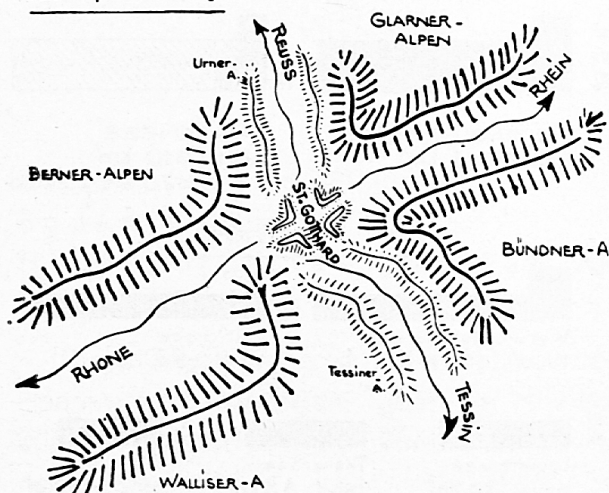 GLARNER-
ALPEN
REUSS
Urner-
A.
RHEIN
BERNER-ALPEN
ST. GOTTHARD
BÜNDNER-A
RHONE
Tessiner
A.
TESSIN
WALLISER-A